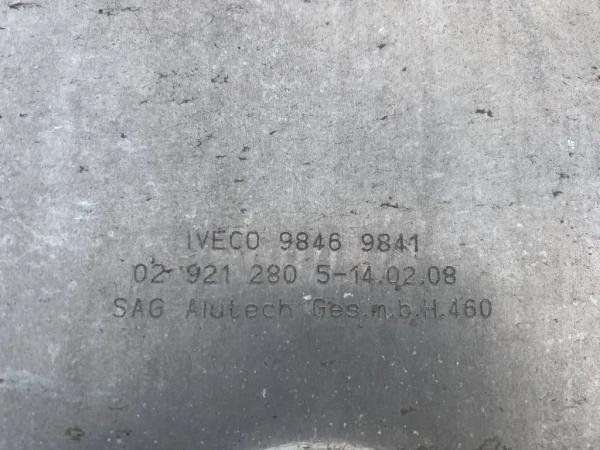 IVECO 9846 9841
02 921 280 5-14.02.08
SAG Alutech Ges.m.b.H.460